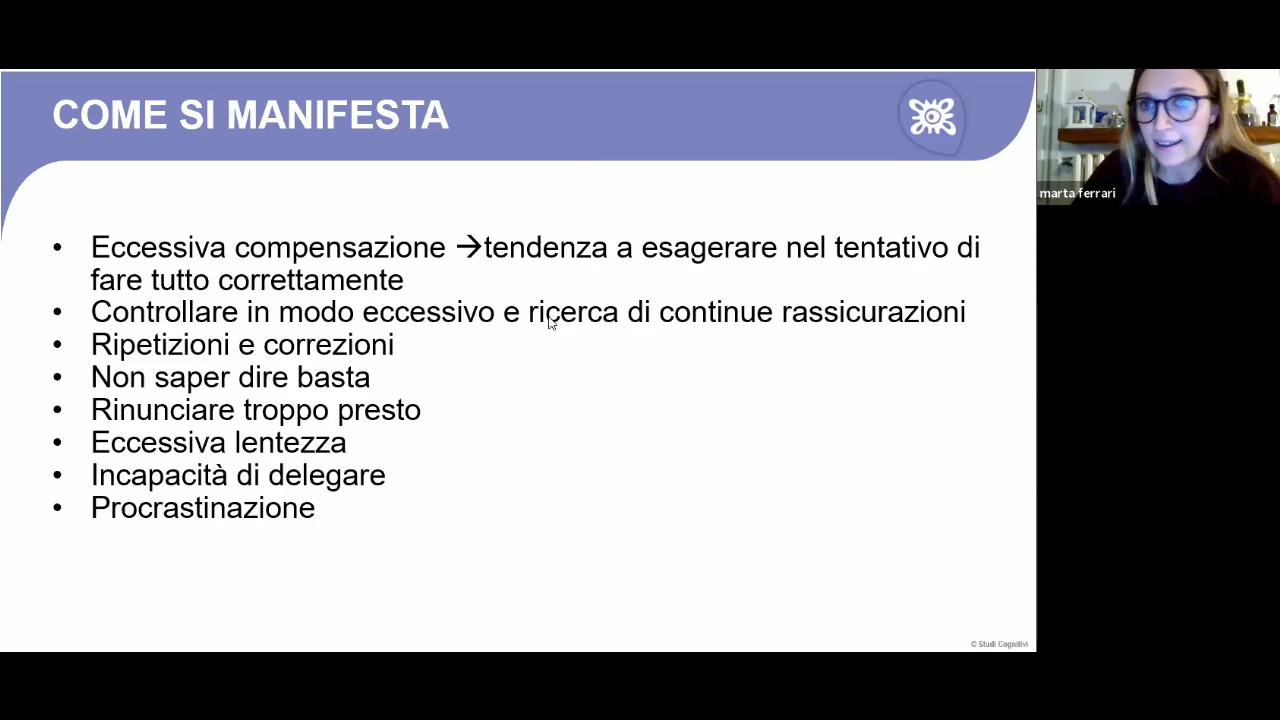 COME SI MANIFESTA
marta ferrari
• Eccessiva compensazione →tendenza a esagerare nel tentativo di
fare tutto correttamente
• Controllare in modo eccessivo e ricerca di continue rassicurazioni
• Ripetizioni e correzioni
• Non saper dire basta
• Rinunciare troppo presto
• Eccessiva lentezza
• Incapacità di delegare
• Procrastinazione
© Studi Cognitivi